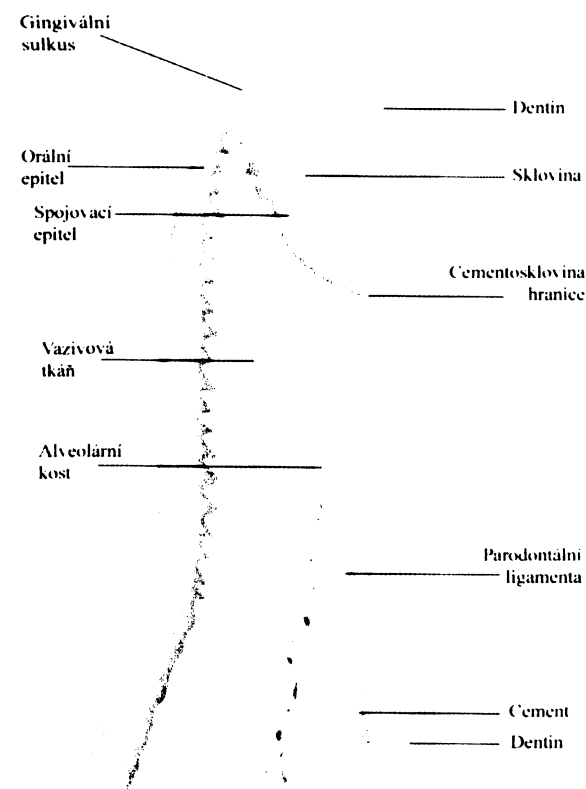 Gingivální
sulkus
Dentin
Orální
epitel
Sklovina
Spojovací
epitel
Cementosklovina
hranice
Vazivová
tkáň
Alveolární
kost
Parodontální
ligamenta
Cement
Dentin